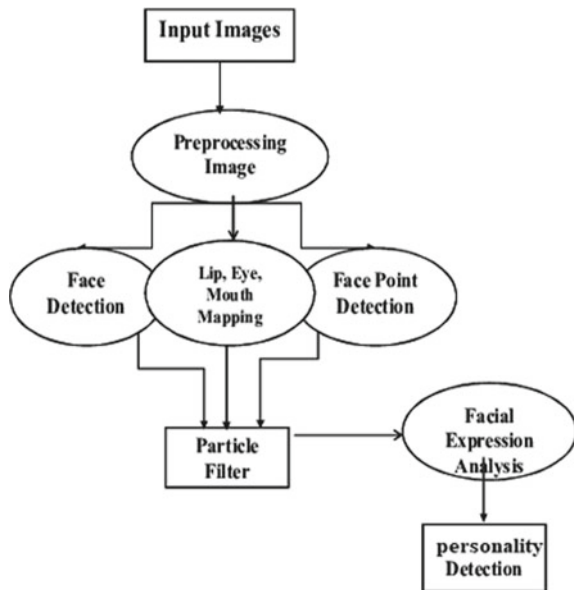 Input Images
Preprocessing
Image
Face
Detection
Lip, Eye,
Mouth
Mapping
Face Point
Detection
Particle
Filter
Facial
Expression
Analysis
personality
Detection